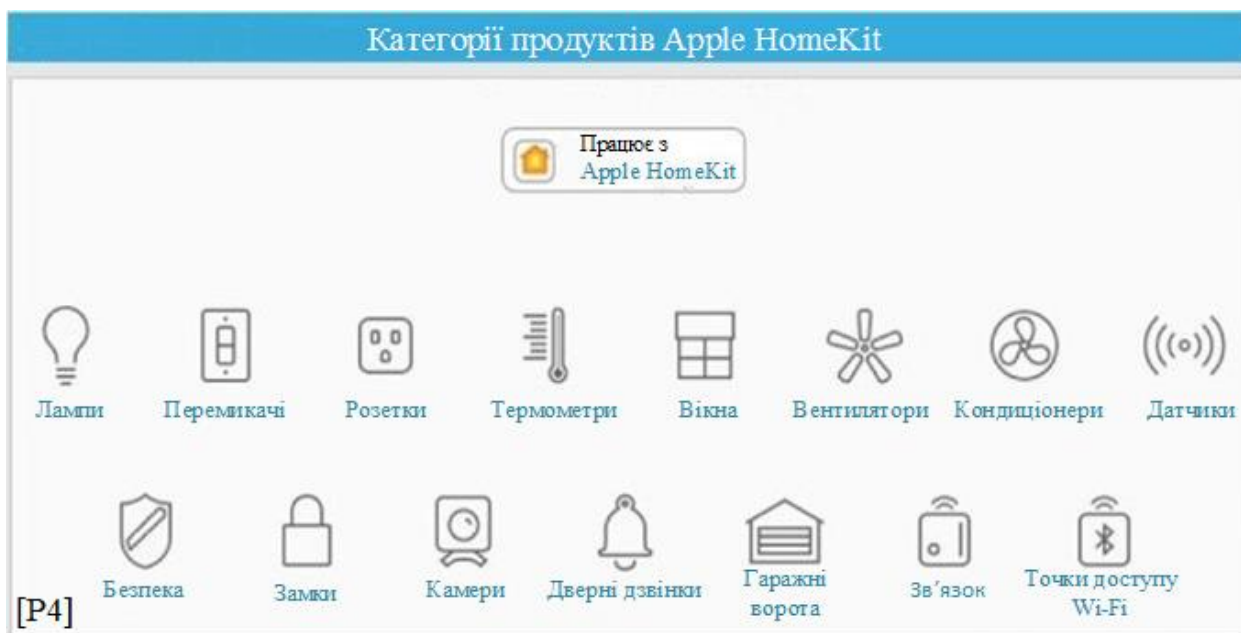 Категорії продуктів Apple HomeKit
Працює з
Apple HomeKit
Лампи Перемикачі Розетки Термометри Вікна Вентилятори Кондиціонери Датчики
Безпека Замки Камери Дверні дзвінки Гаражні ворота Зв'язок Точки доступу Wi-Fi
[P4]